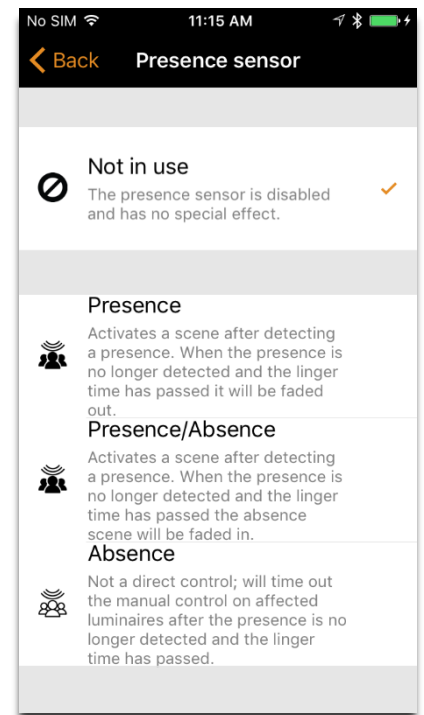 No SIM 11:15 AM
Back Presence sensor
Not in use
The presence sensor is disabled
and has no special effect.
Presence
Activates a scene after detecting
a presence. When the presence is
no longer detected and the linger
time has passed it will be faded
out.
Presence/Absence
Activates a scene after detecting
a presence. When the presence is
no longer detected and the linger
time has passed the absence
scene will be faded in.
Absence
Not a direct control; will time out
the manual control on affected
luminaires after the presence is no
longer detected and the linger
time has passed.